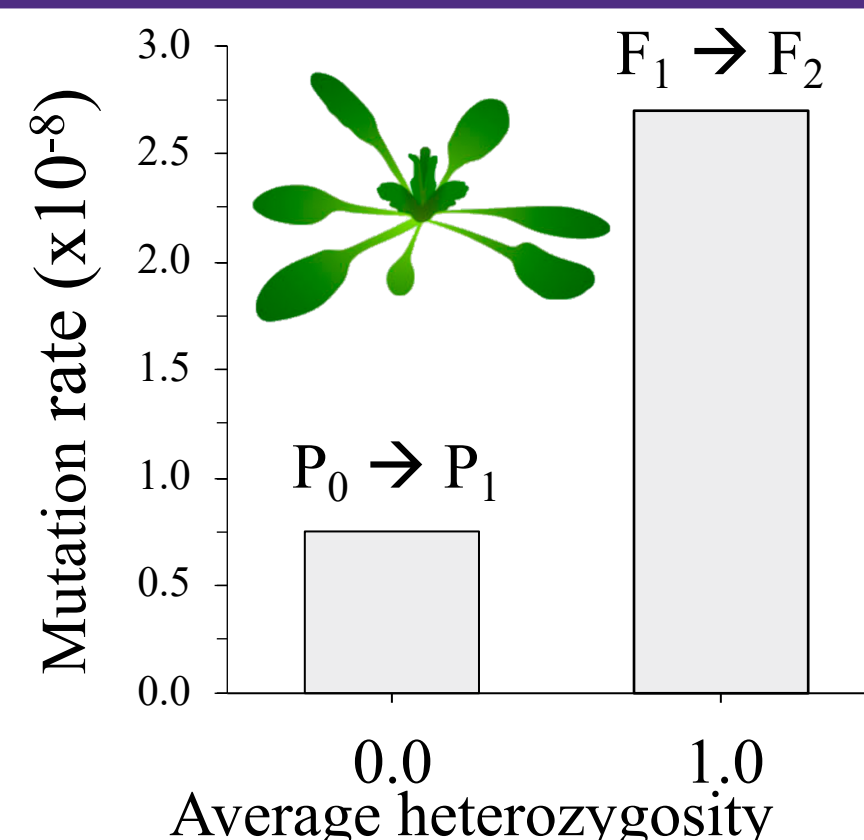 3.0
F₁ → F₂
2.5
2.0
1.5
P₀ → P₁
1.0
0.5
0.0
Mutation rate (x10⁻⁸)
0.0 1.0
Average heterozygosity